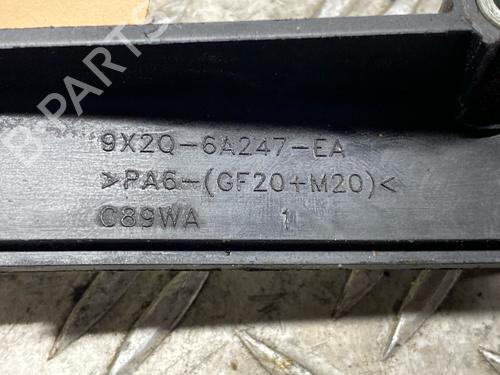 B-PARTS
9X2Q-6A247-EA
>PA6-(GF20+M20)<
C89WA 1